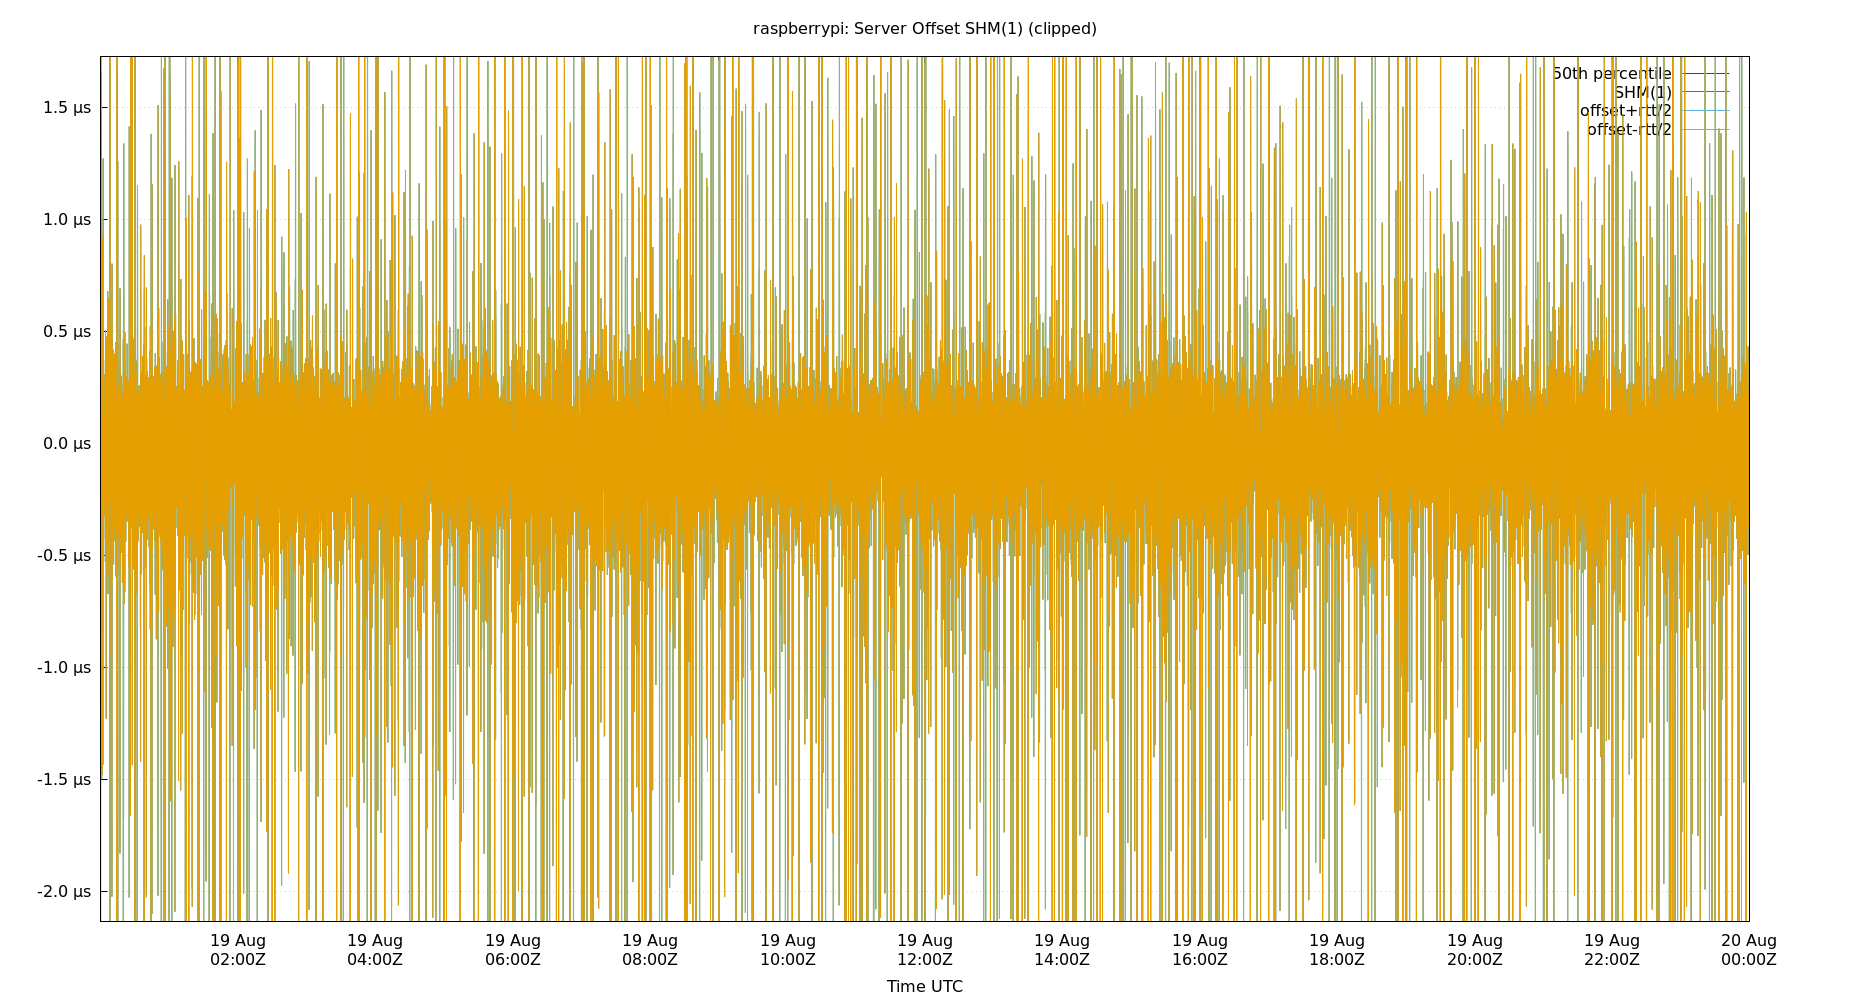 raspberrypi: Server Offset SHM(1) (clipped)
50th percentile
SHM(1)
offset+rtt/2
offset-rtt/2
1.5 µs
1.0 µs
0.5 µs
0.0 µs
-0.5 µs
-1.0 µs
-1.5 µs
-2.0 µs
19 Aug 19 Aug 19 Aug 19 Aug 19 Aug 19 Aug 19 Aug 19 Aug 19 Aug 19 Aug 19 Aug 20 Aug
02:00Z 04:00Z 06:00Z 08:00Z 10:00Z 12:00Z 14:00Z 16:00Z 18:00Z 20:00Z 22:00Z 00:00Z
Time UTC